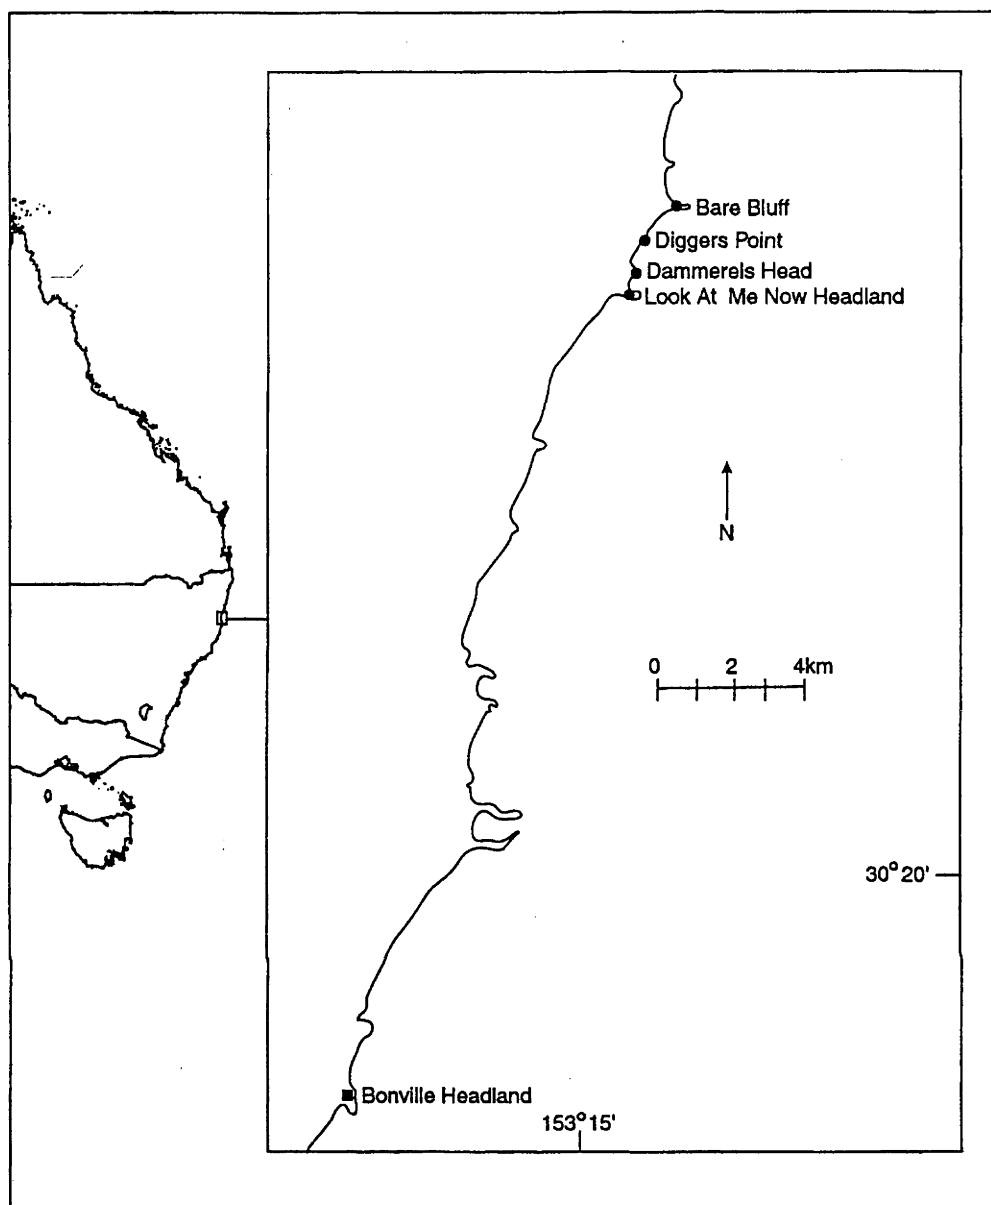 Bare Bluff
Diggers Point
Dammerels Head
Look At Me Now Headland
N
0 2 4km
30°20'
Bonville Headland
153°15'